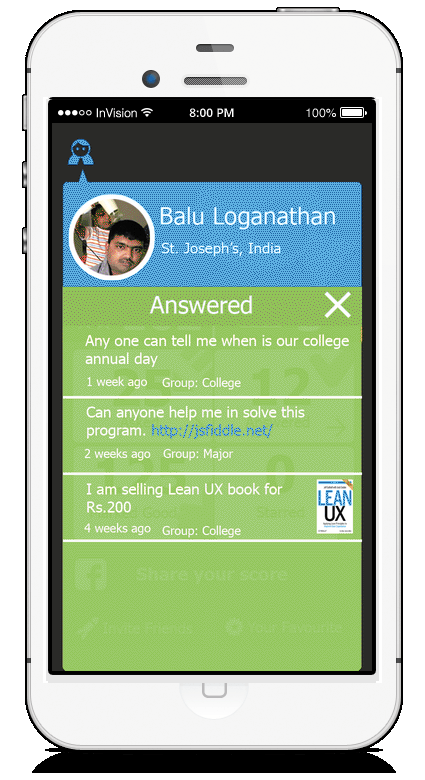 InVision 8:00 PM 100%
Balu Loganathan
St. Joseph's, India
Answered
Any one can tell me when is our college
annual day
1 week ago Group: College
Can anyone help me in solve this
program. http://jsfiddle.net/
2 weeks ago Group: Major
I am selling Lean UX book for
Rs.200
LEAN
UX
4 weeks ago Group: College
Share your score
Invite Friends Your Favourite